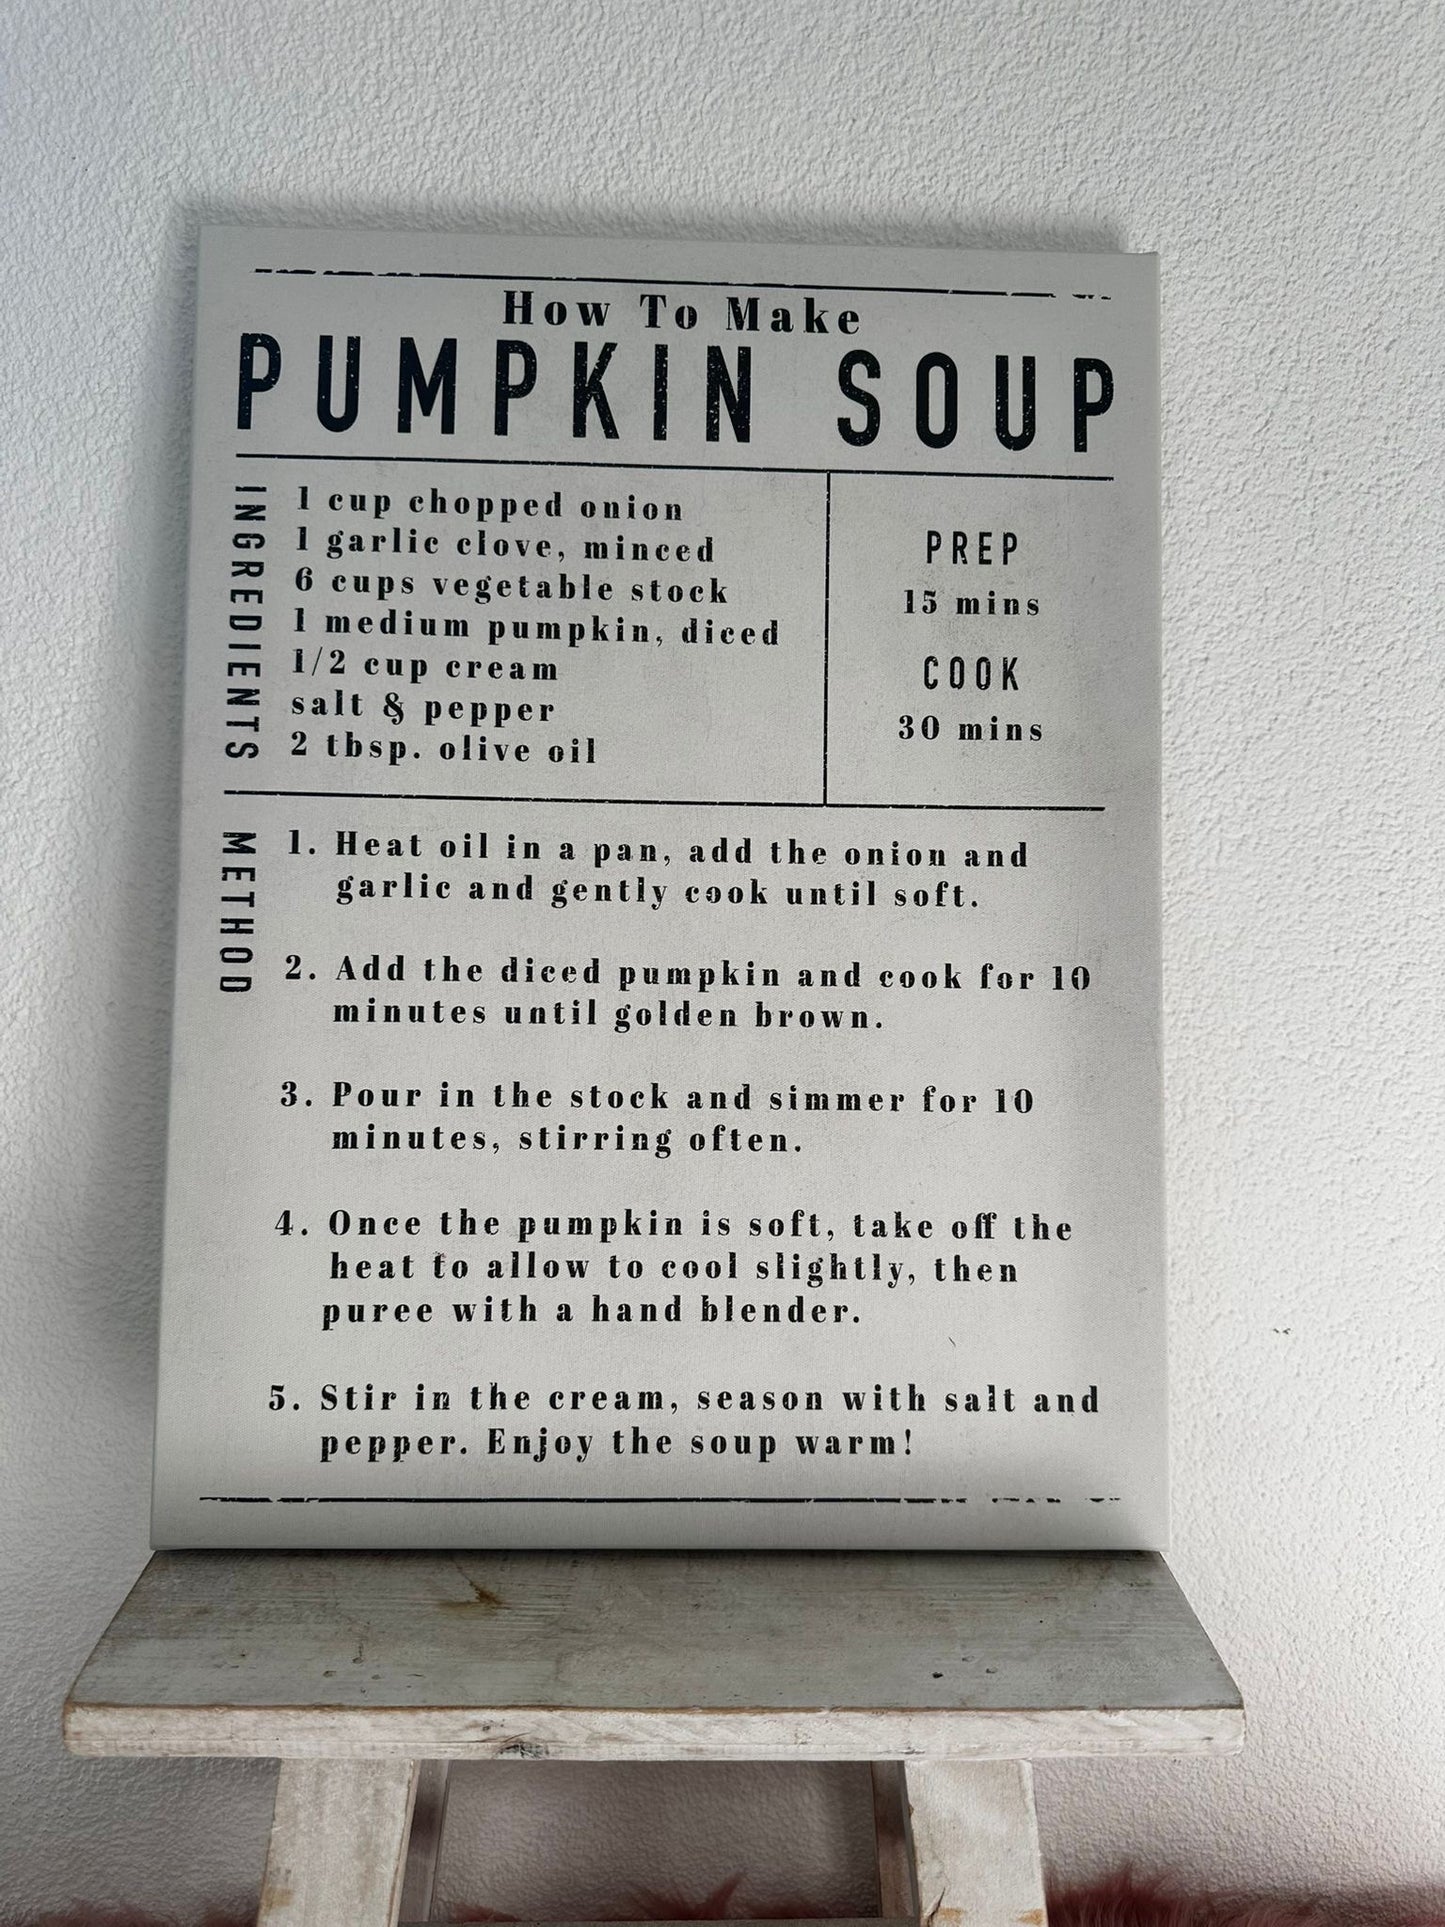 How To Make
PUMPKIN SOUP
INGREDIENTS
1 cup chopped onion
1 garlic clove, minced
6 cups vegetable stock
1 medium pumpkin, diced
1/2 cup cream
salt & pepper
2 tbsp. olive oil
PREP
15 mins
COOK
30 mins
METHOD
1. Heat oil in a pan, add the onion and
garlic and gently cook until soft.
2. Add the diced pumpkin and cook for 10
minutes until golden brown.
3. Pour in the stock and simmer for 10
minutes, stirring often.
4. Once the pumpkin is soft, take off the
heat to allow to cool slightly, then
puree with a hand blender.
5. Stir in the cream, season with salt and
pepper. Enjoy the soup warm!